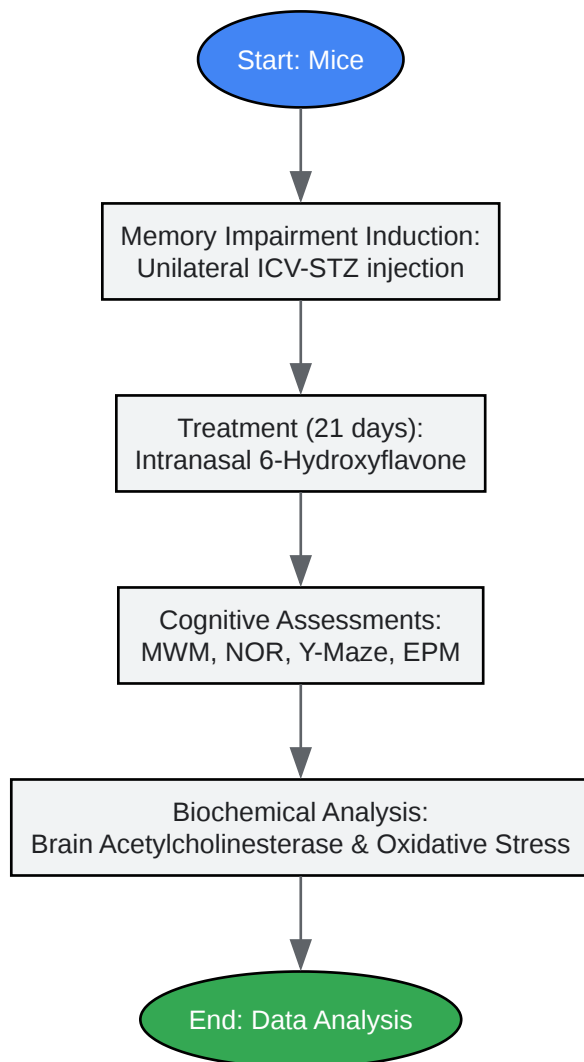 Start: Mice
Memory Impairment Induction:
Unilateral ICV-STZ injection
Treatment (21 days):
Intranasal 6-Hydroxyflavone
Cognitive Assessments:
MWM, NOR, Y-Maze, EPM
Biochemical Analysis:
Brain Acetylcholinesterase & Oxidative Stress
End: Data Analysis